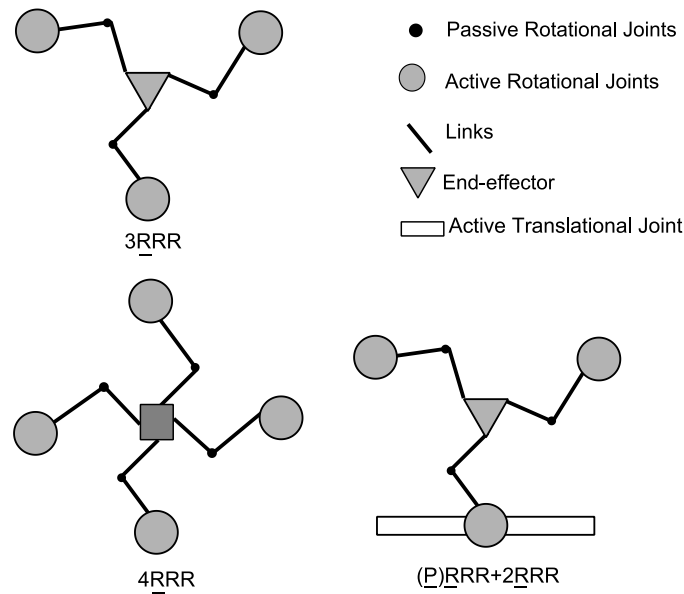 Passive Rotational Joints
Active Rotational Joints
Links
End-effector
Active Translational Joint
3RRR
4RRR
(P)RRR+2RRR